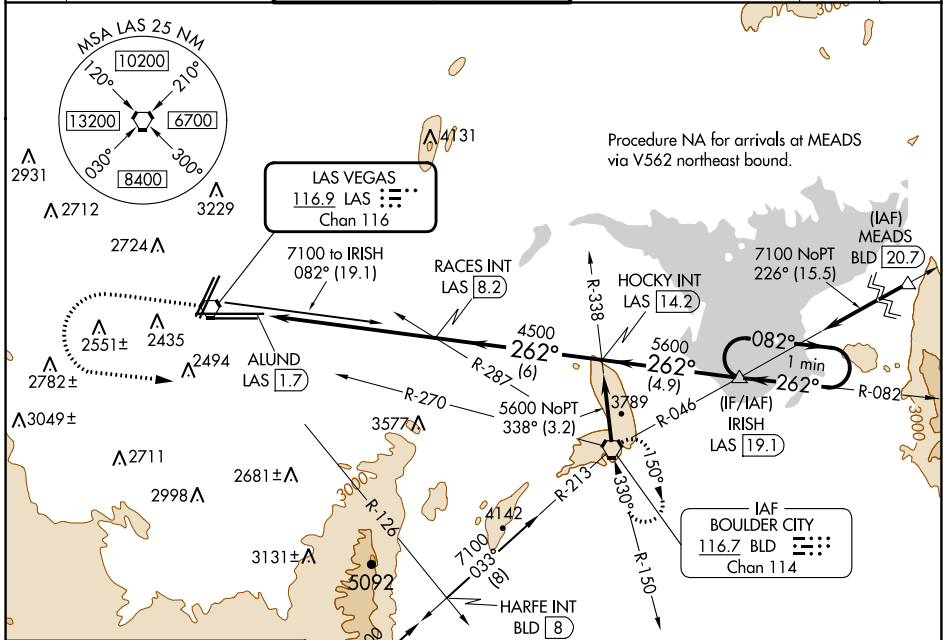 MSA LAS 25 NM
10200
120°
210°
13200
6700
030°
300°
8400
2931
2712
3229
2724
4131
Procedure NA for arrivals at MEADS
via V562 northeast bound.
LAS VEGAS
116.9 LAS
Chan 116
7100 to IRISH
082° (19.1)
RACES INT
LAS 8.2
HOCKY INT
LAS 14.2
R-338
7100 NoPT
226° (15.5)
(IAF)
MEADS
BLD 20.7
2551±
2435
2494
2782±
ALUND
LAS 1.7
4500
262°
(6)
5600
262°
(4.9)
082°
1 min
262°
R-082
R-287
R-270
5600 NoPT
338° (3.2)
3789
R-046
(IF/IAF)
IRISH
LAS 19.1
3000
3049±
3577
2711
2681±
2998
3000
R-126
R-213
150°
330°
4142
7100
033°
(8)
R-150
IAF
BOULDER CITY
116.7 BLD
Chan 114
3131±
5092
HARFE INT
BLD 8